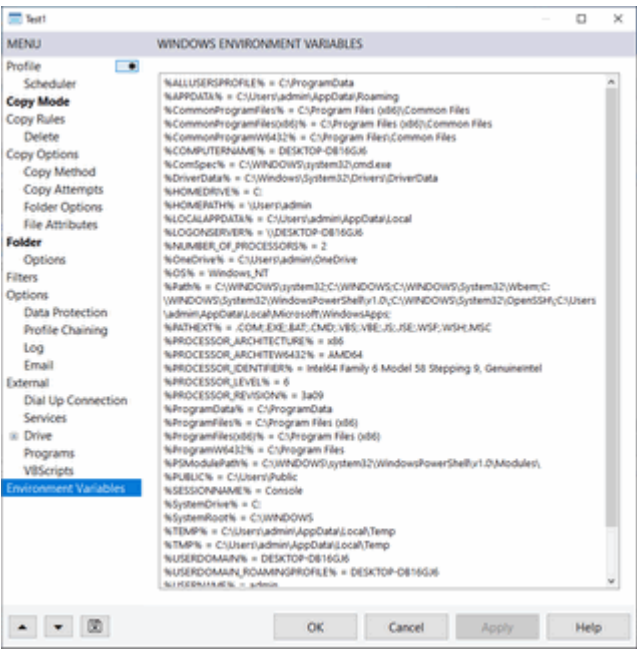 Test1
MENU
Profile
Scheduler
Copy Mode
Copy Rules
Delete
Copy Options
Copy Method
Copy Attempts
Folder Options
File Attributes
Folder
Options
Filters
Options
Data Protection
Profile Chaining
Log
Email
External
Dial Up Connection
Services
Drive
Programs
VBScripts
Environment Variables
WINDOWS ENVIRONMENT VARIABLES
%ALLUSERSPROFILE% = C:\ProgramData
%APPDATA% = C:\Users\admin\AppData\Roaming
%CommonProgramFiles% = C:\Program Files (x86)\Common Files
%CommonProgramFiles(x86)% = C:\Program Files (x86)\Common Files
%CommonProgramW6432% = C:\Program Files\Common Files
%COMPUTERNAME% = DESKTOP-DB16GJ6
%ComSpec% = C:\WINDOWS\system32\cmd.exe
%DriverData% = C:\Windows\System32\Drivers\DriverData
%HOMEDRIVE% = C:
%HOMEPATH% = \Users\admin
%LOCALAPPDATA% = C:\Users\admin\AppData\Local
%LOGONSERVER% = \\DESKTOP-DB16GJ6
%NUMBER_OF_PROCESSORS% = 2
%OneDrive% = C:\Users\admin\OneDrive
%OS% = Windows_NT
%Path% = C:\WINDOWS\system32;C:\WINDOWS;C:\WINDOWS\System32\Wbem;C:
\WINDOWS\System32\WindowsPowerShell\v1.0\;C:\WINDOWS\System32\OpenSSH\;C:\Users
\admin\AppData\Local\Microsoft\WindowsApps;
%PATHEXT% = .COM;.EXE;.BAT;.CMD;.VBS;.VBE;.JS;.JSE;.WSF;.WSH;.MSC
%PROCESSOR_ARCHITECTURE% = x86
%PROCESSOR_ARCHITEW6432% = AMD64
%PROCESSOR_IDENTIFIER% = Intel64 Family 6 Model 58 Stepping 9, GenuineIntel
%PROCESSOR_LEVEL% = 6
%PROCESSOR_REVISION% = 3a09
%ProgramData% = C:\ProgramData
%ProgramFiles% = C:\Program Files (x86)
%ProgramFiles(x86)% = C:\Program Files (x86)
%ProgramW6432% = C:\Program Files
%PSModulePath% = C:\WINDOWS\system32\WindowsPowerShell\v1.0\Modules\
%PUBLIC% = C:\Users\Public
%SESSIONNAME% = Console
%SystemDrive% = C:
%SystemRoot% = C:\WINDOWS
%TEMP% = C:\Users\admin\AppData\Local\Temp
%TMP% = C:\Users\admin\AppData\Local\Temp
%USERDOMAIN% = DESKTOP-DB16GJ6
%USERDOMAIN_ROAMINGPROFILE% = DESKTOP-DB16GJ6
%USERNAME% = admin
OK
Cancel
Apply
Help